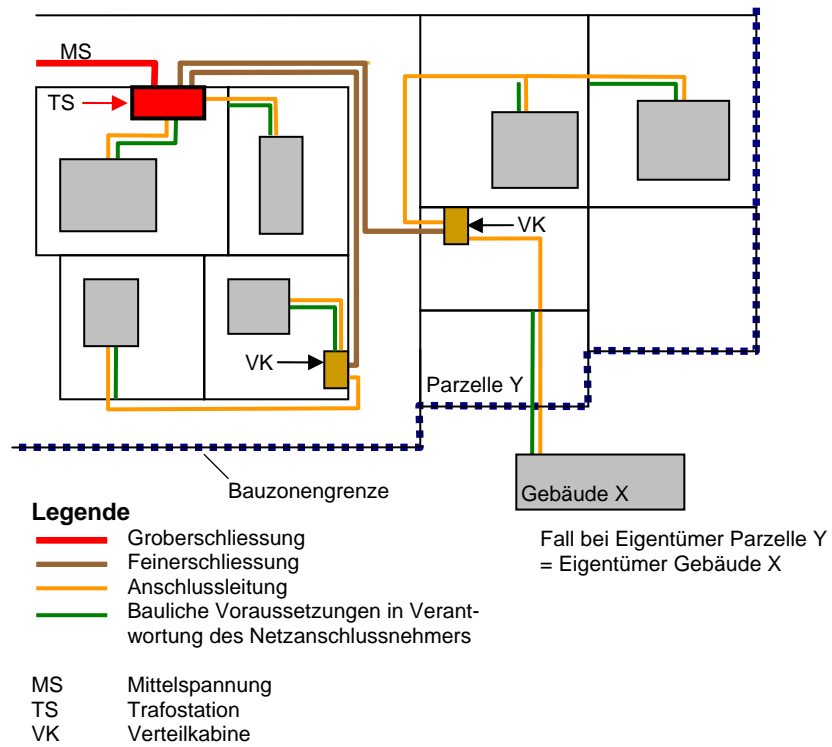 MS
TS
VK
VK
Parzelle Y
Bauzonengrenze
Gebäude X
Legende
Groberschliessung
Feinerschliessung
Anschlussleitung
Bauliche Voraussetzungen in Verant-
wortung des Netzanschlussnehmers
Fall bei Eigentümer Parzelle Y
= Eigentümer Gebäude X
MS Mittelspannung
TS Trafostation
VK Verteilkabine